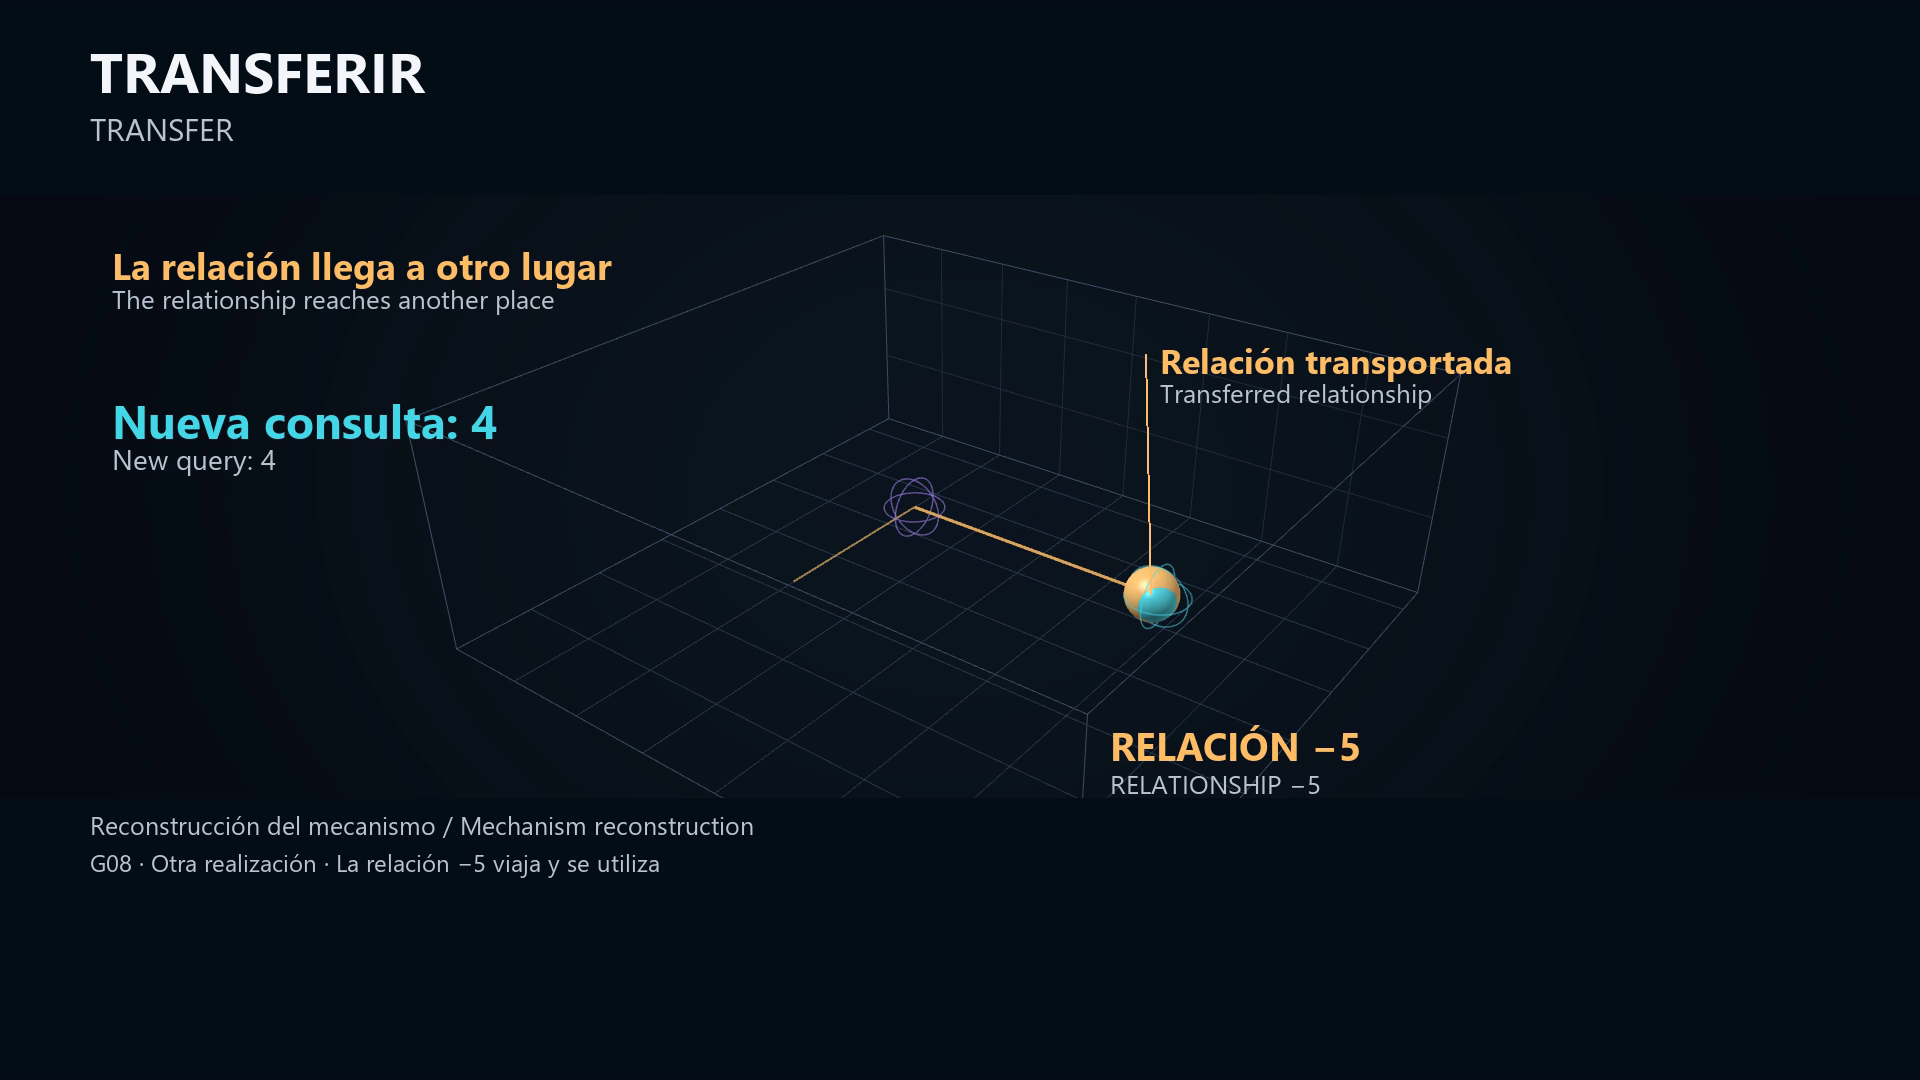 TRANSFERIR
TRANSFER
La relación llega a otro lugar
The relationship reaches another place
Relación transportada
Transferred relationship
Nueva consulta: 4
New query: 4
RELACIÓN −5
RELATIONSHIP −5
Reconstrucción del mecanismo / Mechanism reconstruction
G08 · Otra realización · La relación −5 viaja y se utiliza